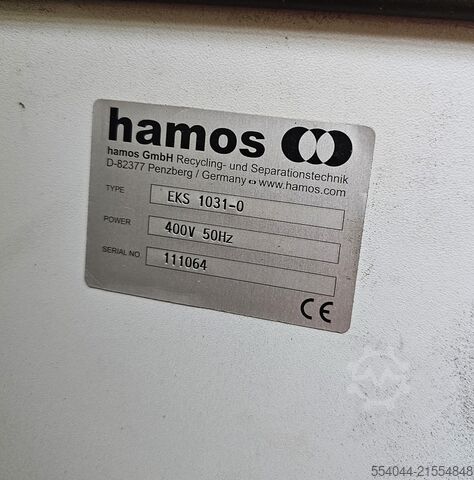 hamos
hamos GmbH Recycling- und Separationstechnik
D-82377 Penzberg / Germany www.hamos.com
TYPE EKS 1031-0
POWER 400V 50Hz
SERIAL NO 111064
CE
554044-21554848